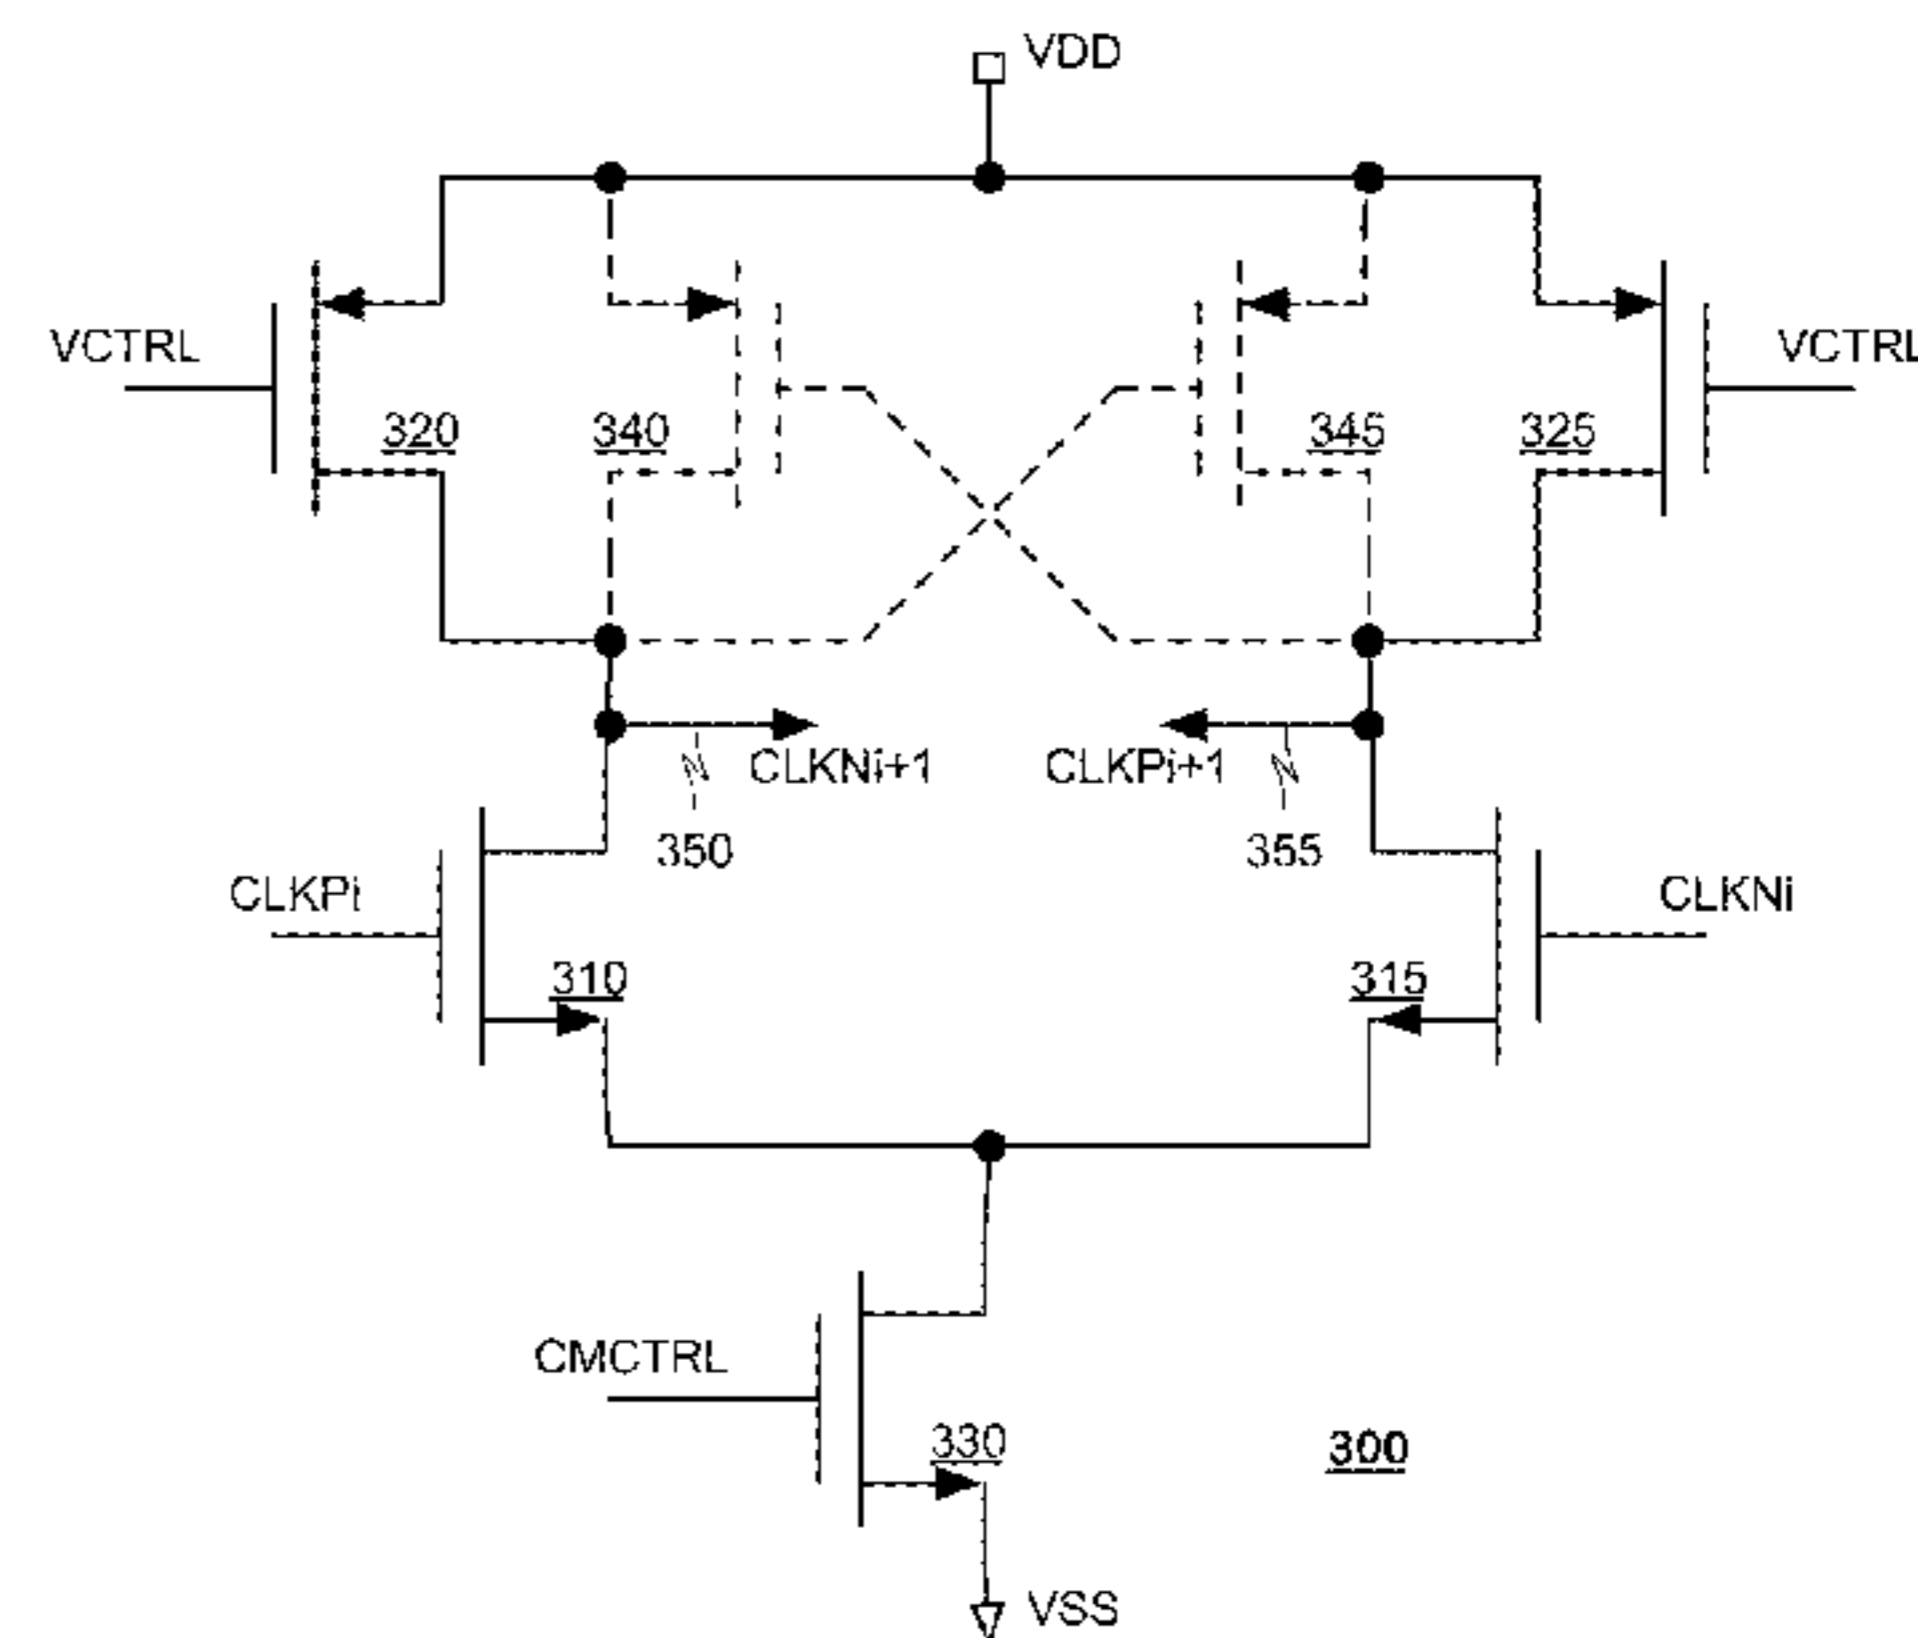 VDD
VCTRL
VCTRL
320
340
345
325
CLKNi+1
CLKPi+1
350
355
CLKPi
CLKNi
310
315
CMCTRL
330
300
VSS